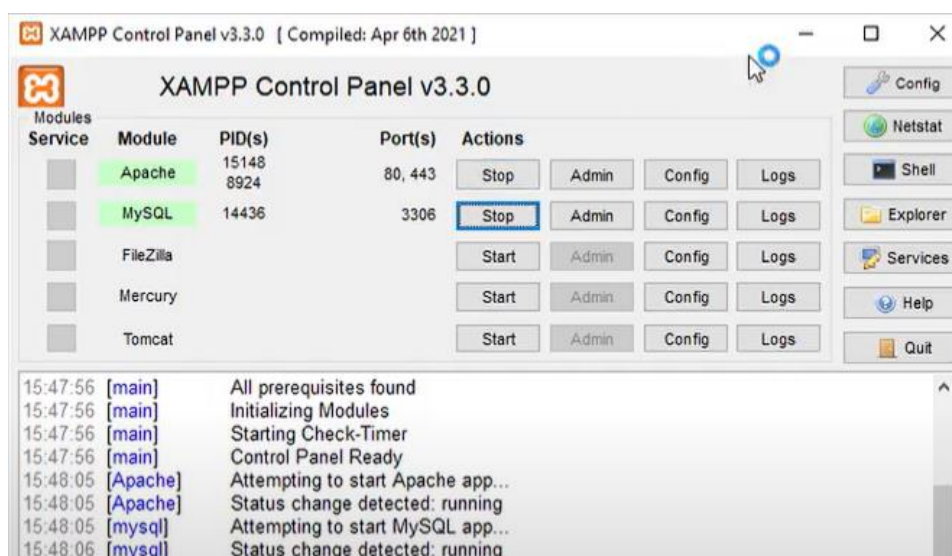 XAMPP Control Panel v3.3.0 [ Compiled: Apr 6th 2021 ]
XAMPP Control Panel v3.3.0
Config
Modules
Service Module PID(s) Port(s) Actions
Netstat
Apache 15148 8924 80, 443 Stop Admin Config Logs
Shell
MySQL 14436 3306 Stop Admin Config Logs
Explorer
FileZilla Start Admin Config Logs
Services
Mercury Start Admin Config Logs
Help
Tomcat Start Admin Config Logs
Quit
15:47:56 [main] All prerequisites found
15:47:56 [main] Initializing Modules
15:47:56 [main] Starting Check-Timer
15:47:56 [main] Control Panel Ready
15:48:05 [Apache] Attempting to start Apache app...
15:48:05 [Apache] Status change detected: running
15:48:05 [mysql] Attempting to start MySQL app...
15:48:06 [mysql] Status change detected: running